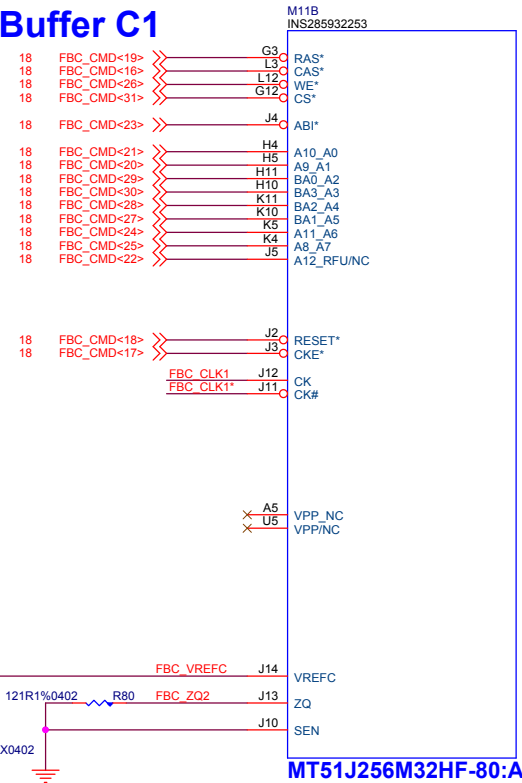 Buffer C1
M11B
INS285932253
18 FBC_CMD<19> G3 RAS*
18 FBC_CMD<16> L3 CAS*
18 FBC_CMD<26> L12 WE*
18 FBC_CMD<31> G12 CS*
18 FBC_CMD<23> J4 ABI*
18 FBC_CMD<21> H4 A10_A0
18 FBC_CMD<20> H5 A9_A1
18 FBC_CMD<29> H11 BA0_A2
18 FBC_CMD<30> H10 BA3_A3
18 FBC_CMD<28> K11 BA2_A4
18 FBC_CMD<27> K10 BA1_A5
18 FBC_CMD<24> K5 A11_A6
18 FBC_CMD<25> K4 A8_A7
18 FBC_CMD<22> J5 A12_RFU/NC
18 FBC_CMD<18> J2 RESET*
18 FBC_CMD<17> J3 CKE*
FBC_CLK1 J12 CK
FBC_CLK1* J11 CK#
A5 VPP_NC
U5 VPP/NC
FBC_VREFC J14 VREFC
121R1%0402 R80 FBC_ZQ2 J13 ZQ
J10 SEN
X0402
MT51J256M32HF-80:A